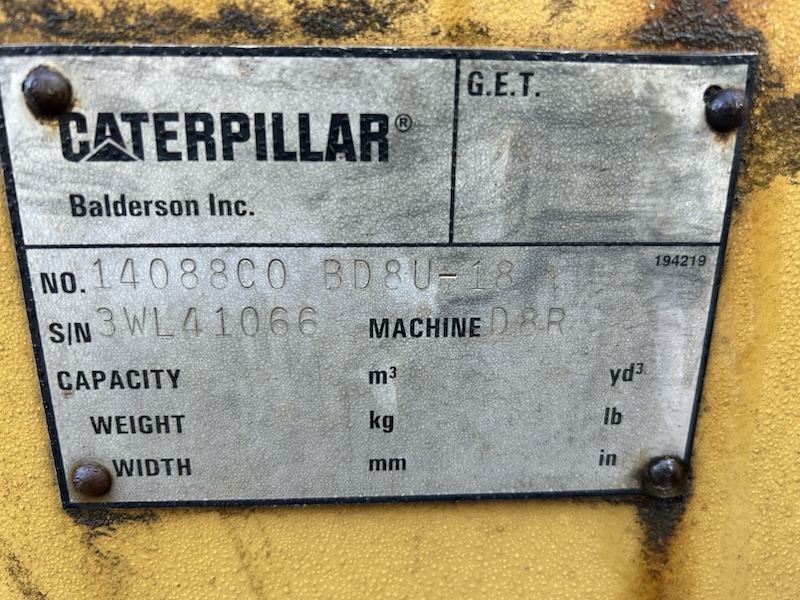 CATERPILLAR®
Balderson Inc.
G.E.T.
194219
NO. 14088C0 BD8U-18
S/N 3WL41066 MACHINE D8R
CAPACITY m³ yd³
WEIGHT kg lb
WIDTH mm in